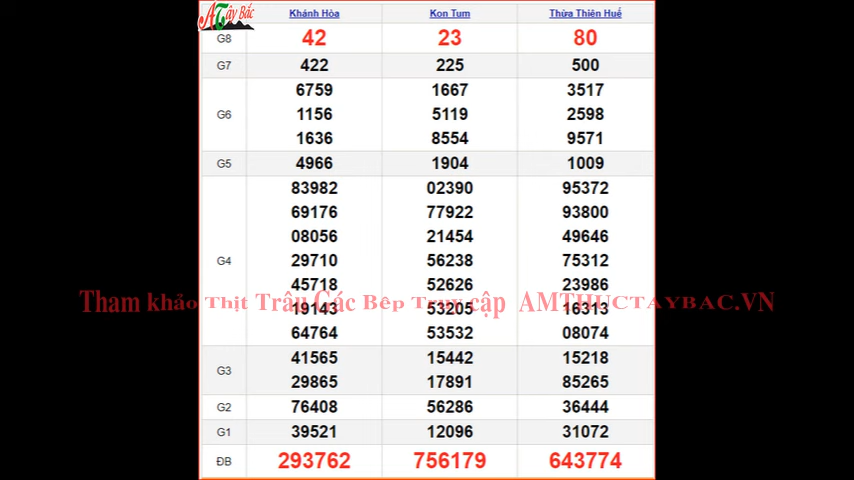 A Tây Bắc
Khánh Hòa Kon Tum Thừa Thiên Huế
G8 42 23 80
G7 422 225 500
6759 1667 3517
G6 1156 5119 2598
1636 8554 9571
G5 4966 1904 1009
83982 02390 95372
69176 77922 93800
08056 21454 49646
G4 29710 56238 75312
45718 52626 23986
Tham khảo Thịt Trâu Gác Bếp Truy cập AMTHUCTAYBAC.VN
19143 53205 16313
64764 53532 08074
G3 41565 15442 15218
29865 17891 85265
G2 76408 56286 36444
G1 39521 12096 31072
ĐB 293762 756179 643774